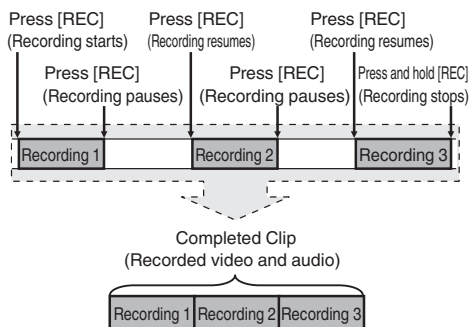 Press [REC]
(Recording starts)
Press [REC]
(Recording resumes)
Press [REC]
(Recording resumes)
Press [REC]
(Recording pauses)
Press [REC]
(Recording pauses)
Press and hold [REC]
(Recording stops)
Recording 1
Recording 2
Recording 3
Completed Clip
(Recorded video and audio)
Recording 1
Recording 2
Recording 3